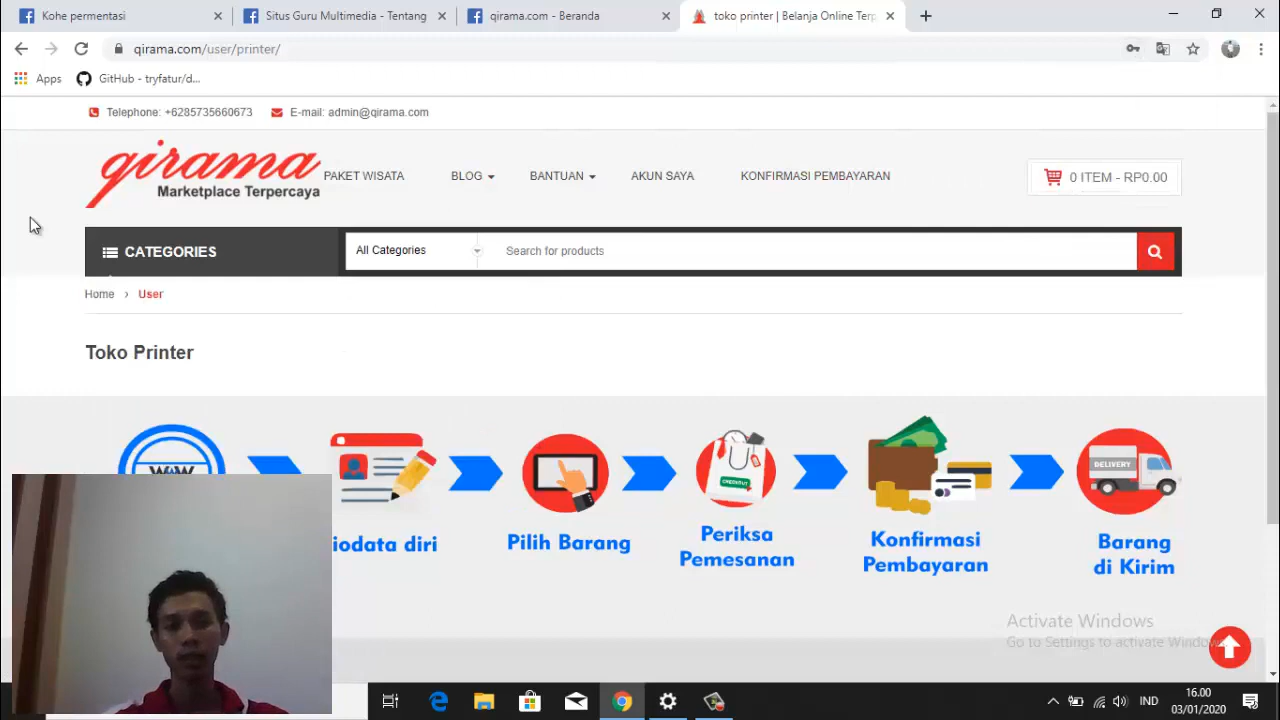 Kohe permentasi
Situs Guru Multimedia - Tentang
qirama.com - Beranda
toko printer | Belanja Online Terp
qirama.com/user/printer/
Apps
GitHub - tryfatur/d...
Telephone: +6285735660673
E-mail: admin@qirama.com
qirama
Marketplace Terpercaya
PAKET WISATA
BLOG
BANTUAN
AKUN SAYA
KONFIRMASI PEMBAYARAN
0 ITEM - RP0.00
CATEGORIES
All Categories
Search for products
Home › User
Toko Printer
DELIVERY
CHECKOUT
iodata diri
Pilih Barang
Periksa
Pemesanan
Konfirmasi
Pembayaran
Barang
di Kirim
Activate Windows
Go to Settings to activate Windows
IND
16.00
03/01/2020